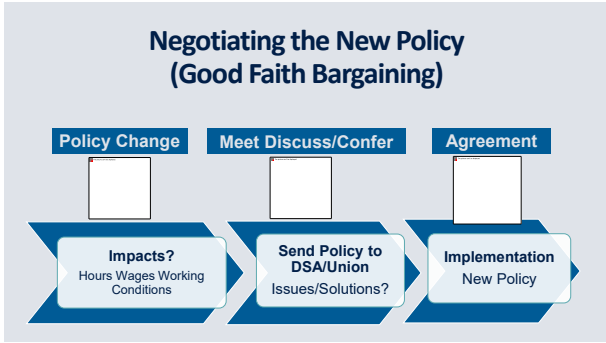 Negotiating the New Policy
(Good Faith Bargaining)
Policy Change
Meet Discuss/Confer
Agreement
Impacts?
Hours Wages Working
Conditions
Send Policy to
DSA/Union
Issues/Solutions?
Implementation
New Policy